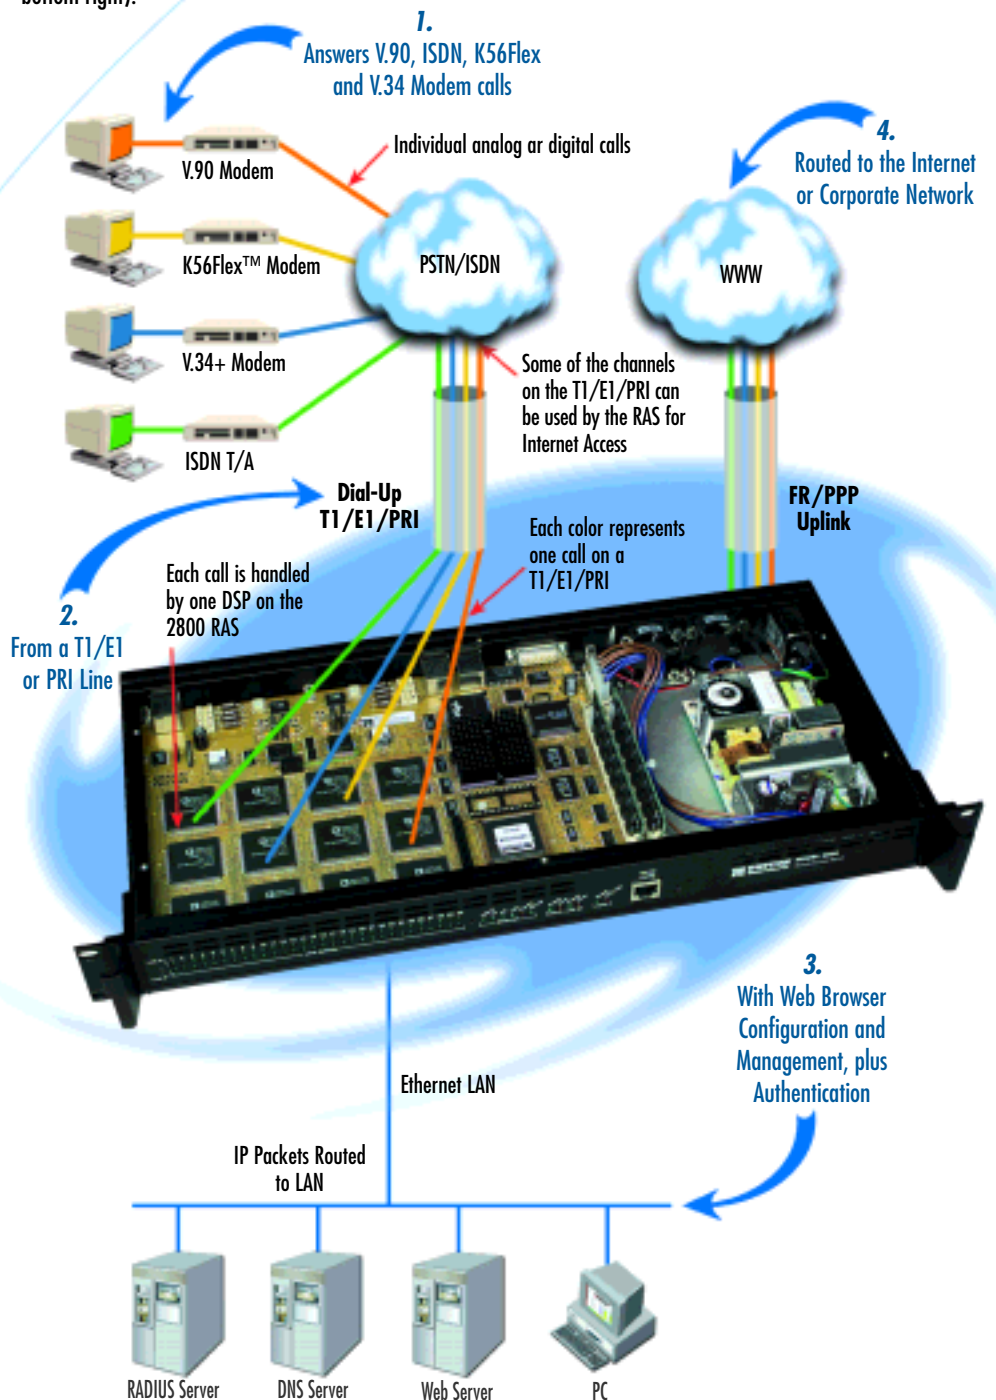 bottom right).
1.
Answers V.90, ISDN, K56Flex
and V.34 Modem calls
Individual analog ar digital calls
V.90 Modem
K56Flex™ Modem
V.34+ Modem
ISDN T/A
PSTN/ISDN
4.
Routed to the Internet
or Corporate Network
WWW
Some of the channels
on the T1/E1/PRI can
be used by the RAS for
Internet Access
Dial-Up
T1/E1/PRI
FR/PPP
Uplink
Each color represents
one call on a
T1/E1/PRI
Each call is handled
by one DSP on the
2800 RAS
2.
From a T1/E1
or PRI Line
3.
With Web Browser
Configuration and
Management, plus
Authentication
Ethernet LAN
IP Packets Routed
to LAN
RADIUS Server
DNS Server
Web Server
PC